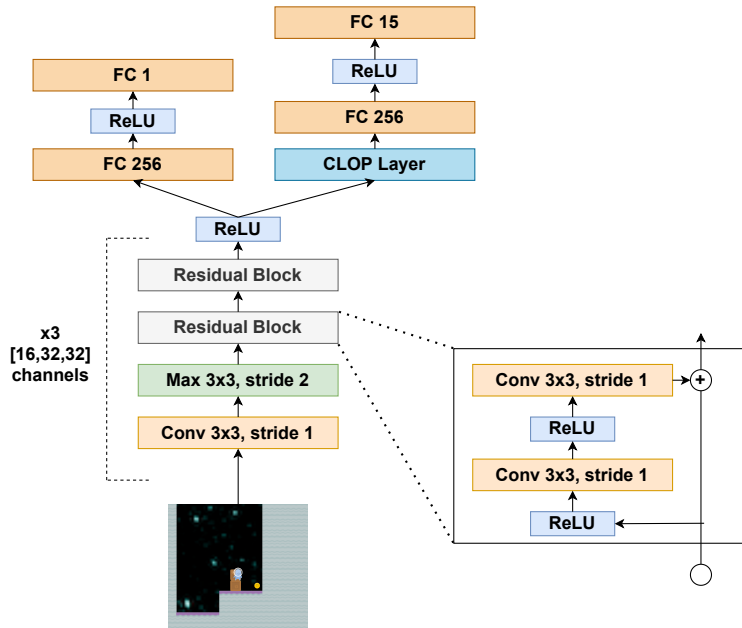 FC 15
ReLU
FC 256
CLOP Layer
FC 1
ReLU
FC 256
ReLU
Residual Block
Residual Block
Max 3x3, stride 2
Conv 3x3, stride 1
x3
[16,32,32]
channels
Conv 3x3, stride 1
+
ReLU
Conv 3x3, stride 1
ReLU